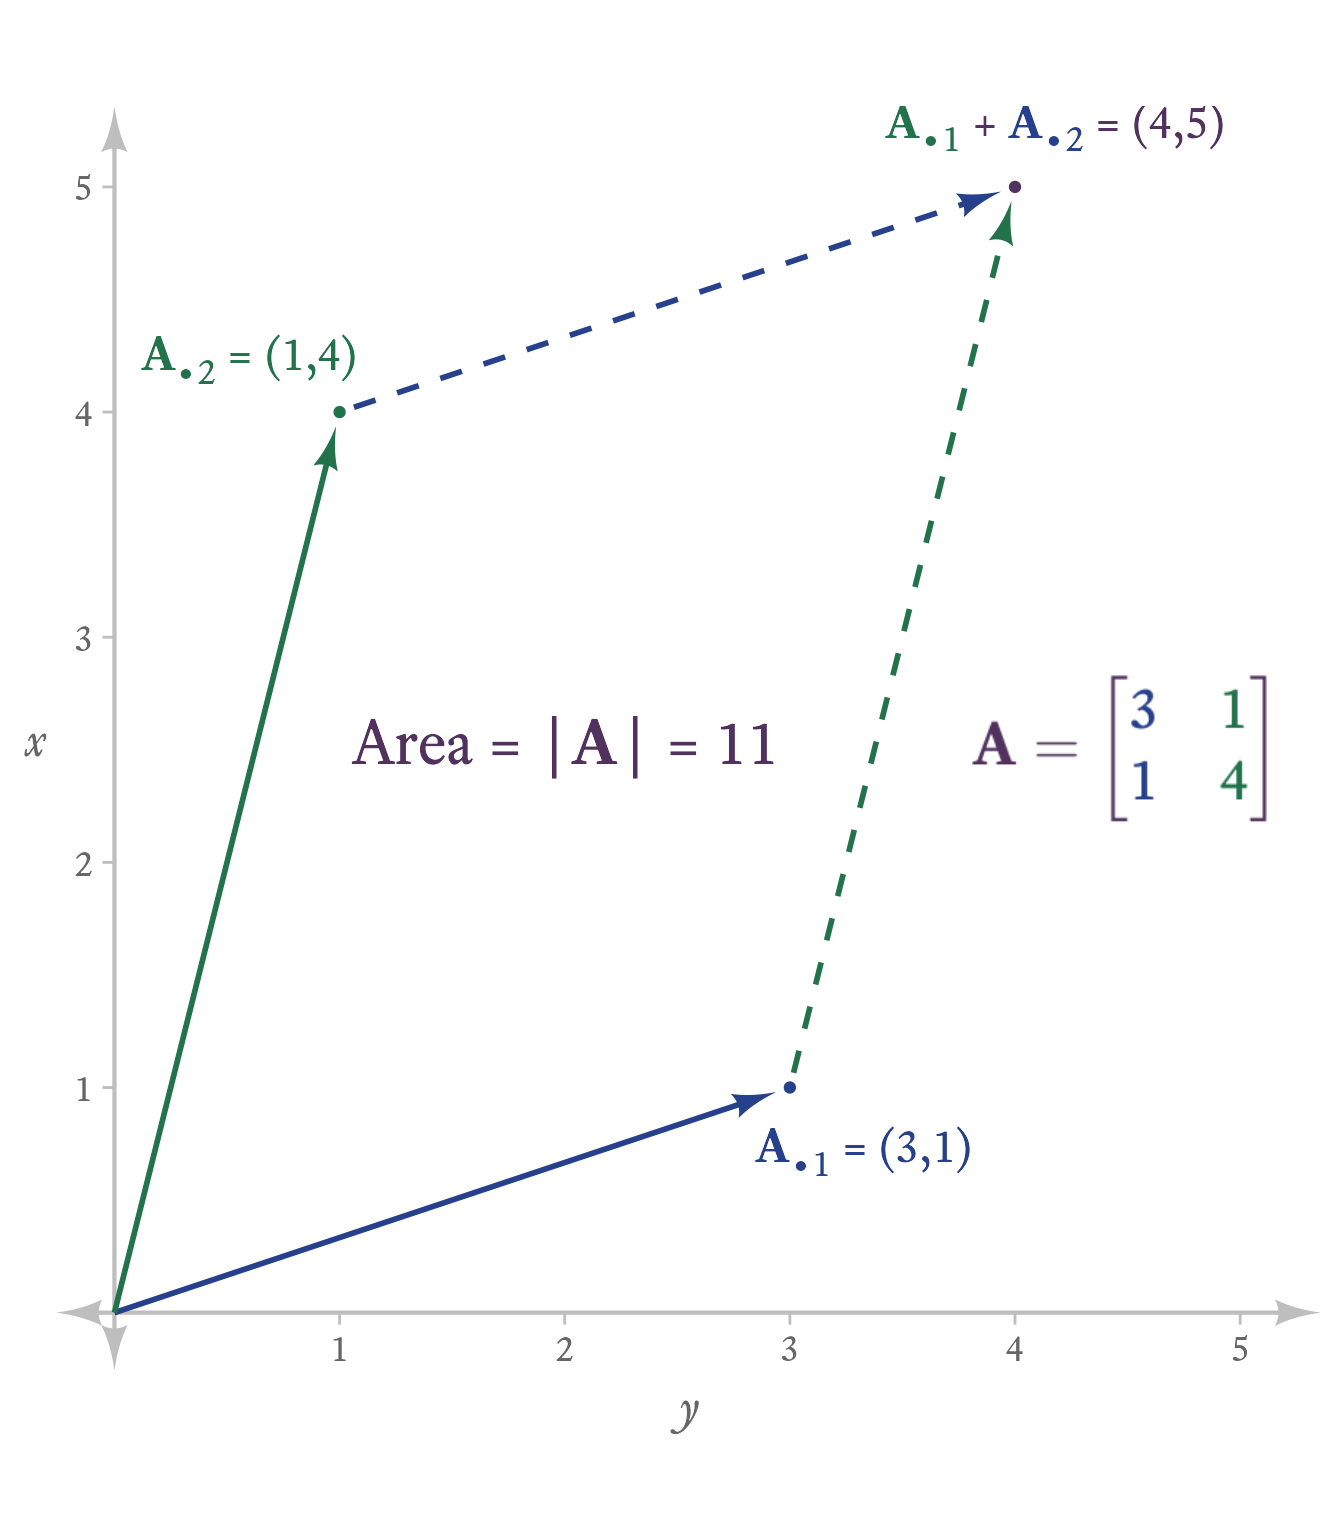 A•1 + A•2 = (4,5)
5
A•2 = (1,4)
4
3
x
Area = |A| = 11
A = [3 1
1 4]
2
1
A•1 = (3,1)
1 2 3 4 5
y